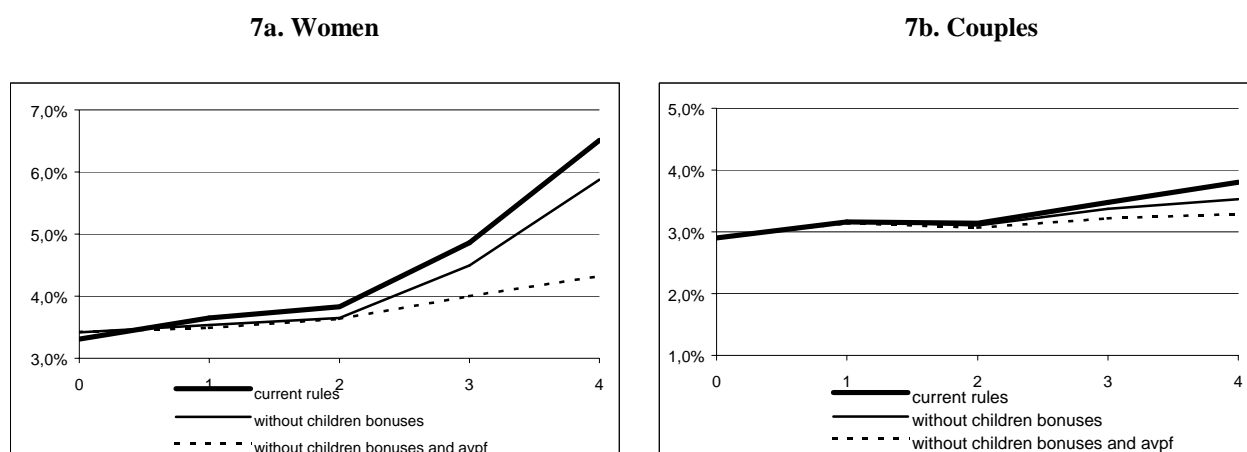 7a. Women
7,0%
6,0%
5,0%
4,0%
3,0%
0 1 2 3 4
current rules
without children bonuses
without children bonuses and avpf
7b. Couples
5,0%
4,0%
3,0%
2,0%
1,0%
0 1 2 3 4
current rules
without children bonuses
without children bonuses and avpf